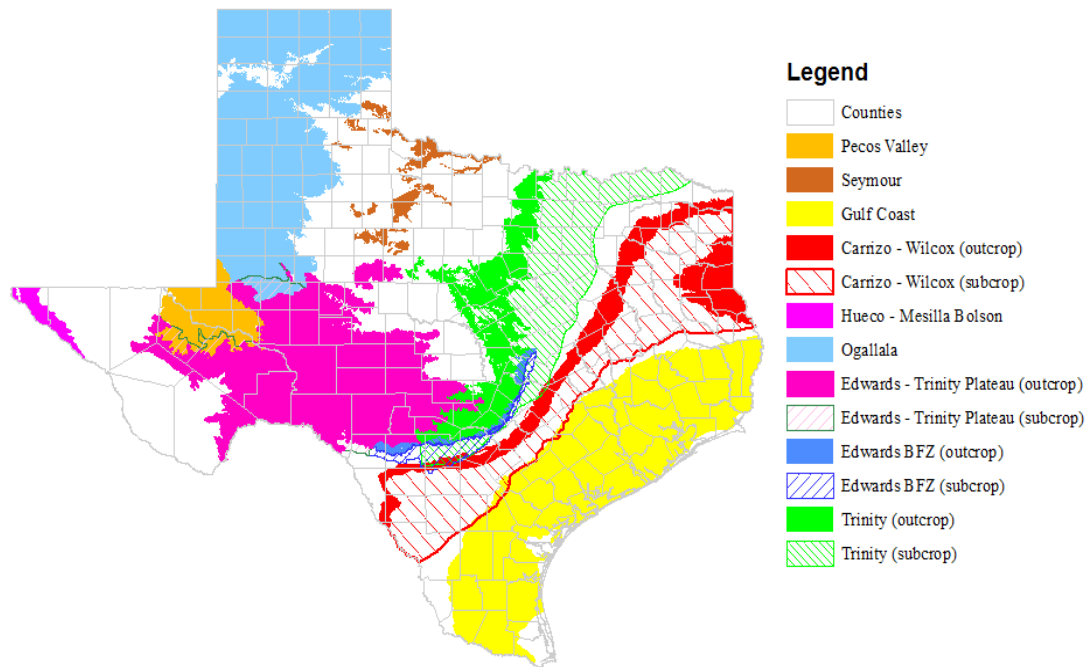 Legend
Counties
Pecos Valley
Seymour
Gulf Coast
Carrizo - Wilcox (outcrop)
Carrizo - Wilcox (subcrop)
Hueco - Mesilla Bolson
Ogallala
Edwards - Trinity Plateau (outcrop)
Edwards - Trinity Plateau (subcrop)
Edwards BFZ (outcrop)
Edwards BFZ (subcrop)
Trinity (outcrop)
Trinity (subcrop)